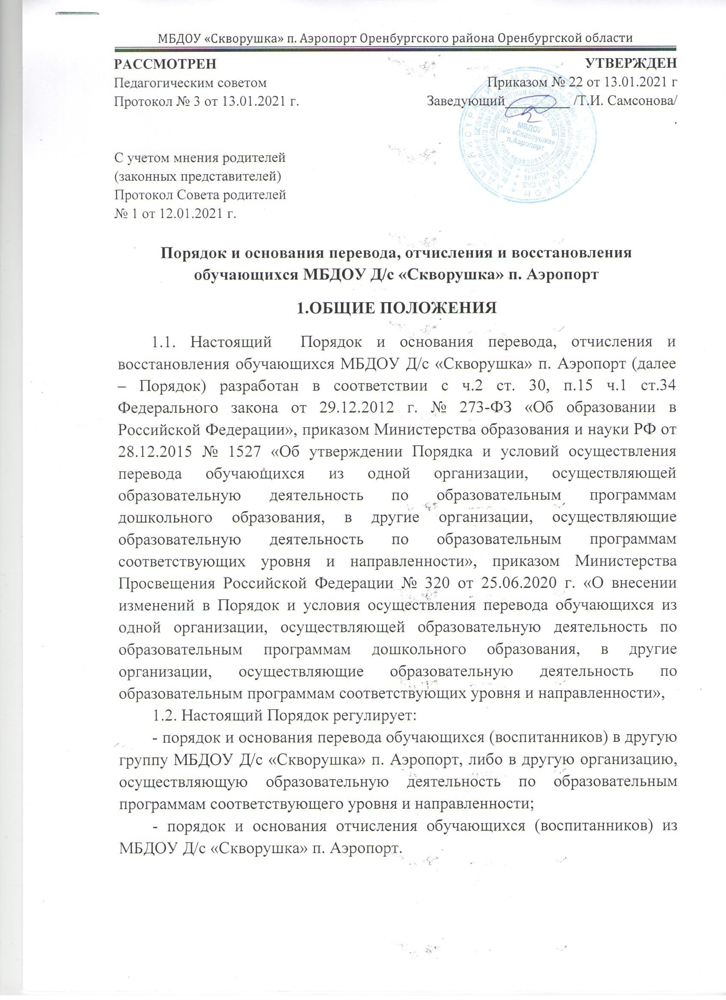 МБДОУ «Скворушка» п. Аэропорт Оренбургского района Оренбургской области
РАССМОТРЕН
Педагогическим советом
Протокол № 3 от 13.01.2021 г.
УТВЕРЖДЕН
Приказом № 22 от 13.01.2021 г
Заведующий__________ /Т.И. Самсонова/
.
МБДОУ
Д/с «Скворушка»
п.Аэропорт
С учетом мнения родителей
(законных представителей)
Протокол Совета родителей
№ 1 от 12.01.2021 г.
Порядок и основания перевода, отчисления и восстановления
обучающихся МБДОУ Д/с «Скворушка» п. Аэропорт
1.ОБЩИЕ ПОЛОЖЕНИЯ
1.1. Настоящий Порядок и основания перевода, отчисления и
восстановления обучающихся МБДОУ Д/с «Скворушка» п. Аэропорт (далее
– Порядок) разработан в соответствии с ч.2 ст. 30, п.15 ч.1 ст.34
Федерального закона от 29.12.2012 г. № 273-ФЗ «Об образовании в
Российской Федерации», приказом Министерства образования и науки РФ от
28.12.2015 № 1527 «Об утверждении Порядка и условий осуществления
перевода обучающихся из одной организации, осуществляющей
образовательную деятельность по образовательным программам
дошкольного образования, в другие организации, осуществляющие
образовательную деятельность по образовательным программам
соответствующих уровня и направленности», приказом Министерства
Просвещения Российской Федерации № 320 от 25.06.2020 г. «О внесении
изменений в Порядок и условия осуществления перевода обучающихся из
одной организации, осуществляющей образовательную деятельность по
образовательным программам дошкольного образования, в другие
организации, осуществляющие образовательную деятельность по
образовательным программам соответствующих уровня и направленности»,
1.2. Настоящий Порядок регулирует:
- порядок и основания перевода обучающихся (воспитанников) в другую
группу МБДОУ Д/с «Скворушка» п. Аэропорт, либо в другую организацию,
осуществляющую образовательную деятельность по образовательным
программам соответствующего уровня и направленности;
- порядок и основания отчисления обучающихся (воспитанников) из
МБДОУ Д/с «Скворушка» п. Аэропорт.